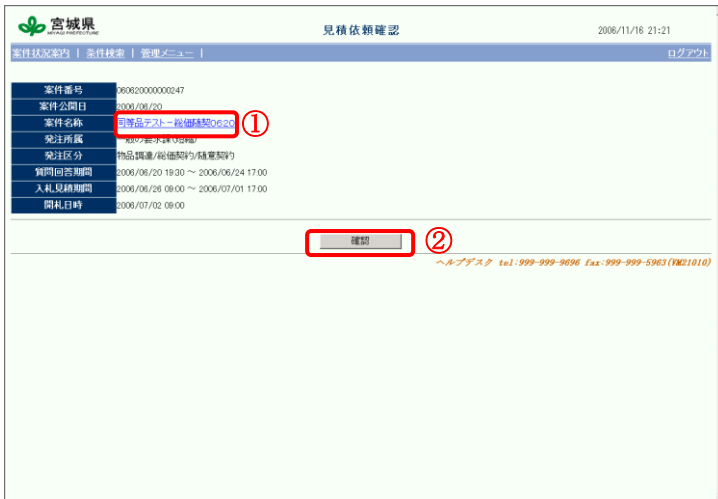 宮城県
MIYAGI PREFECTURE
見積依頼確認
2006/11/16 21:21
案件状況案内 | 条件検索 | 管理メニュー |
ログアウト
案件番号 060620000000247
案件公開日 2006/06/20
案件名称 同等品テスト－総価随契0620 ①
発注所属
発注区分 物品調達/総価契約/随意契約
質問回答期間 2006/06/20 19:30 ～ 2006/06/24 17:00
入札見積期間 2006/06/26 09:00 ～ 2006/07/01 17:00
開札日時 2006/07/02 09:00
確認 ②
ヘルプデスク tel:999-999-9696 fax:999-999-5963(VM21010)